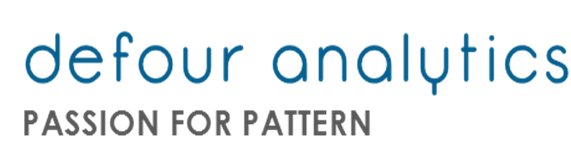 defour analytics
PASSION FOR PATTERN